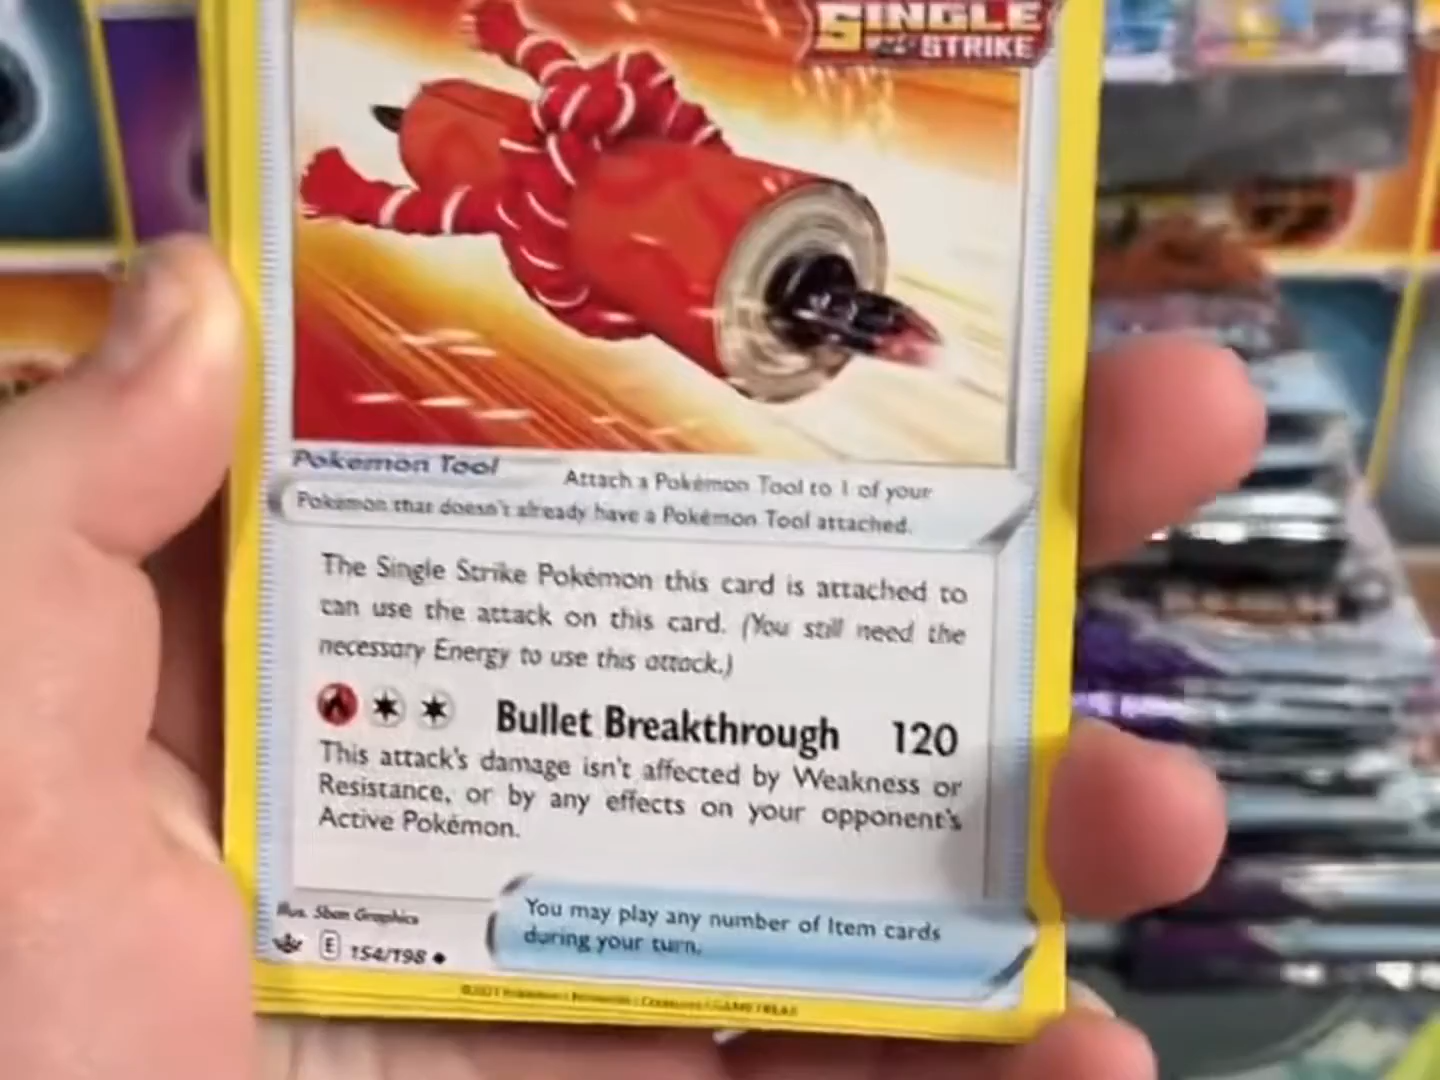 SINGLE
STRIKE
Pokémon Tool
Attach a Pokémon Tool to 1 of your
Pokémon that doesn't already have a Pokémon Tool attached.
The Single Strike Pokémon this card is attached to
can use the attack on this card. (You still need the
necessary Energy to use this attack.)
Bullet Breakthrough 120
This attack's damage isn't affected by Weakness or
Resistance, or by any effects on your opponent's
Active Pokémon.
Illus. Sban Graphics
You may play any number of Item cards
during your turn.
E 154/198